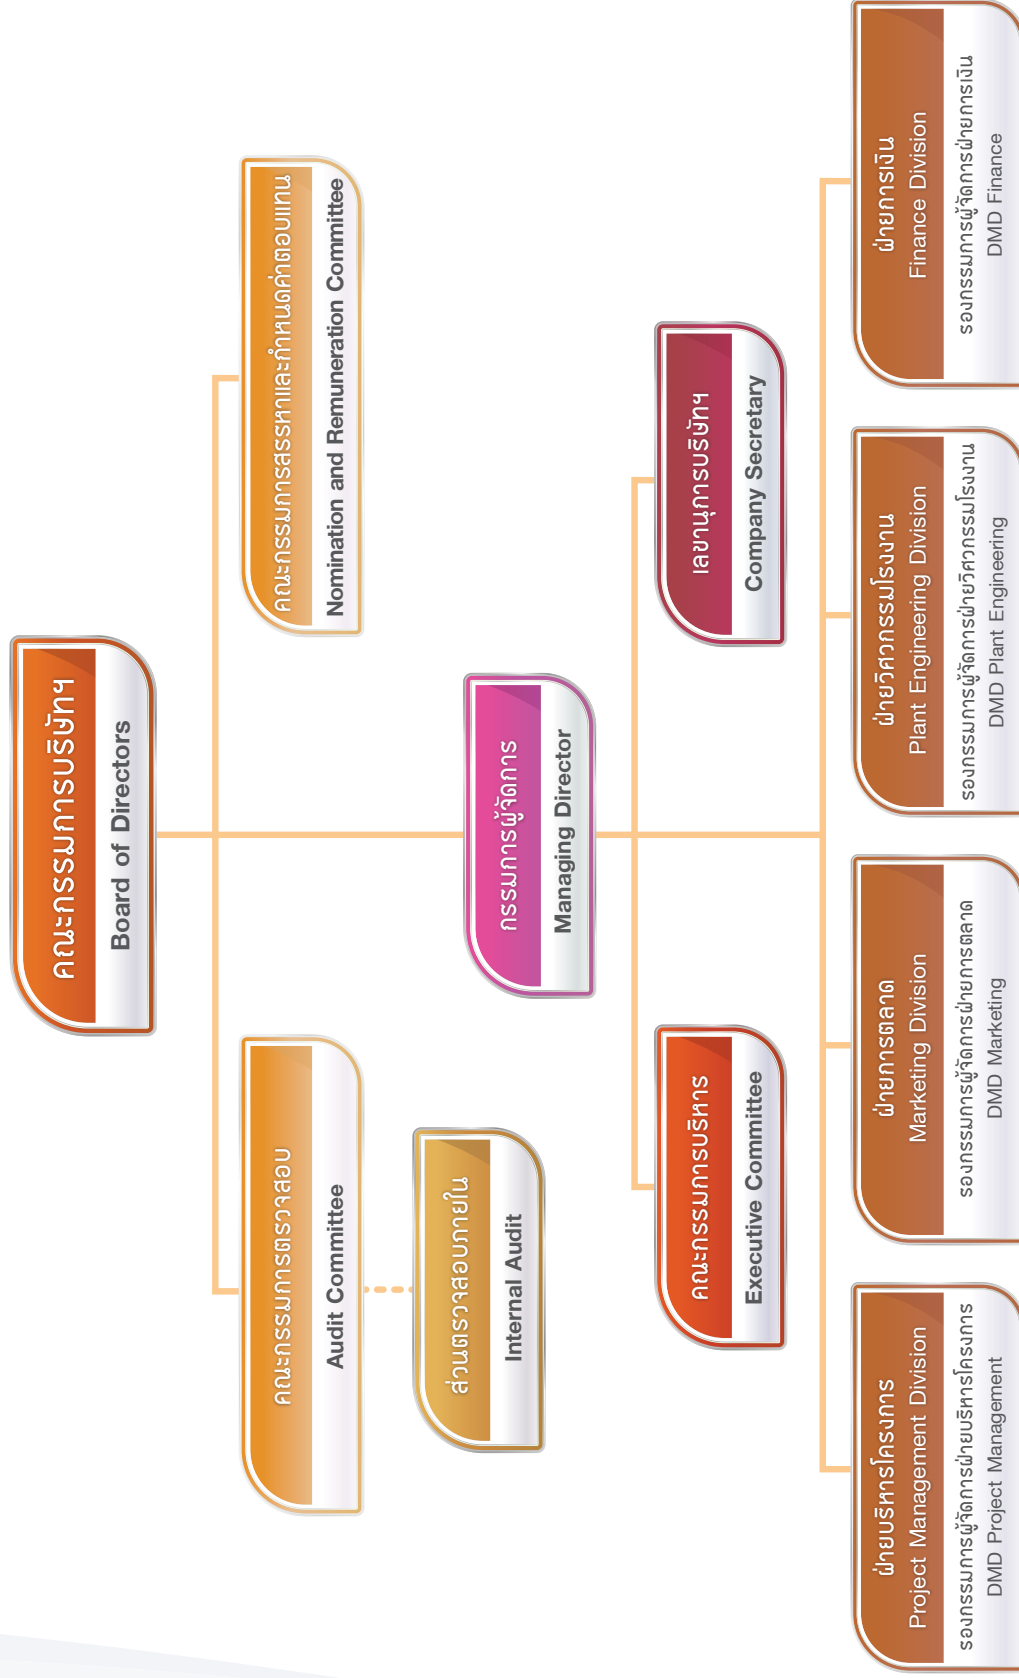 คณะกรรมการบริษัทฯ
Board of Directors
คณะกรรมการตรวจสอบ
Audit Committee
คณะกรรมการสรรหาและกำหนดค่าตอบแทน
Nomination and Remuneration Committee
ส่วนตรวจสอบภายใน
Internal Audit
กรรมการผู้จัดการ
Managing Director
คณะกรรมการบริหาร
Executive Committee
เลขานุการบริษัทฯ
Company Secretary
ฝ่ายบริหารโครงการ
Project Management Division
รองกรรมการผู้จัดการฝ่ายบริหารโครงการ
DMD Project Management
ฝ่ายการตลาด
Marketing Division
รองกรรมการผู้จัดการฝ่ายการตลาด
DMD Marketing
ฝ่ายวิศวกรรมโรงงาน
Plant Engineering Division
รองกรรมการผู้จัดการฝ่ายวิศวกรรมโรงงาน
DMD Plant Engineering
ฝ่ายการเงิน
Finance Division
รองกรรมการผู้จัดการฝ่ายการเงิน
DMD Finance